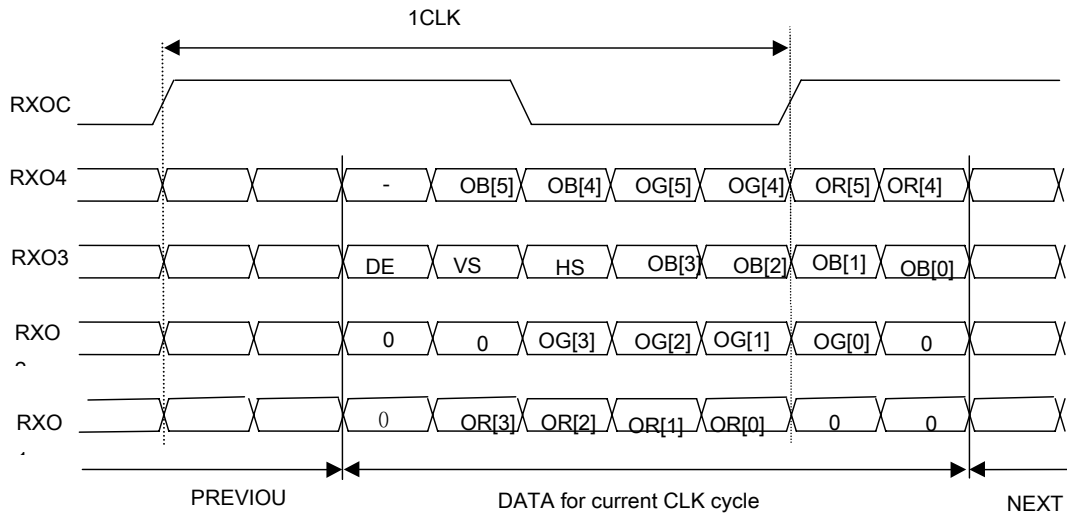 1CLK
RXOC
RXO4 - OB[5] OB[4] OG[5] OG[4] OR[5] OR[4]
RXO3 DE VS HS OB[3] OB[2] OB[1] OB[0]
RXO 0 0 OG[3] OG[2] OG[1] OG[0] 0
RXO 0 OR[3] OR[2] OR[1] OR[0] 0 0
PREVIOU DATA for current CLK cycle NEXT